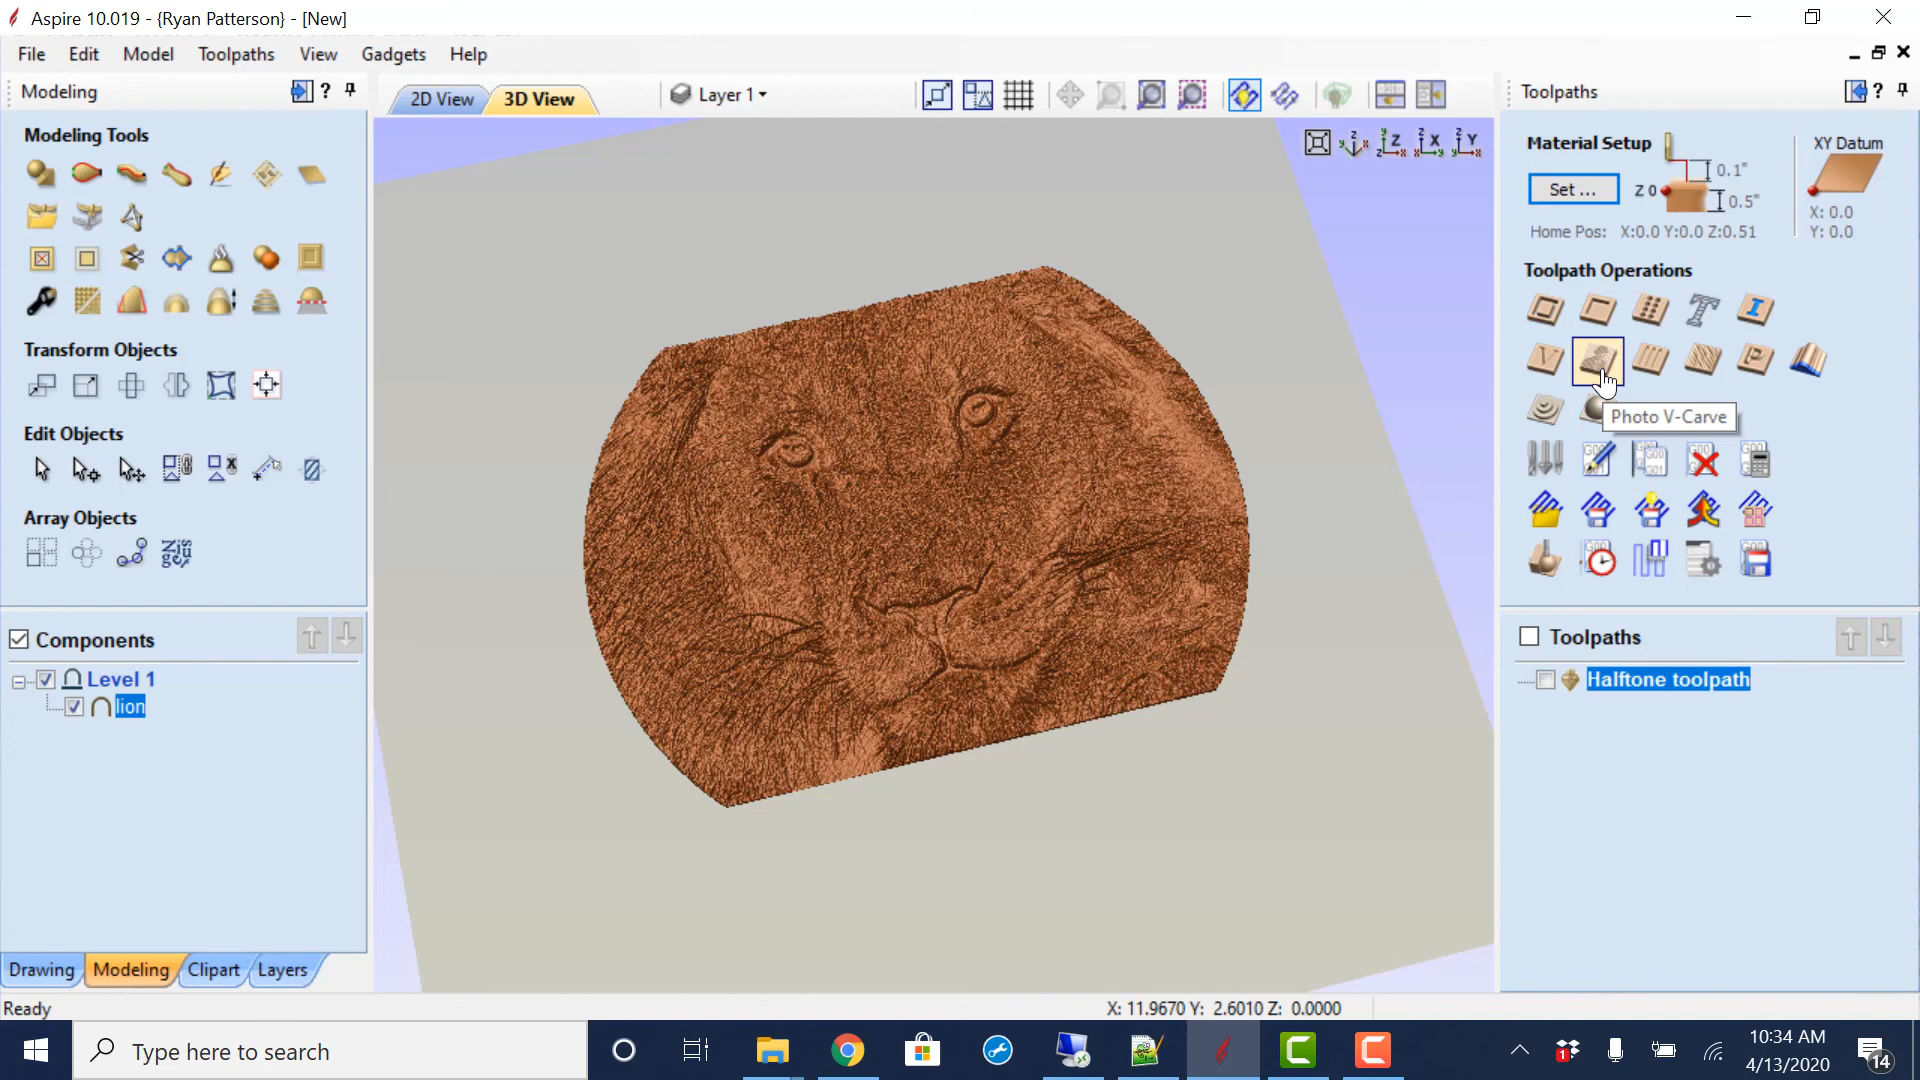 Aspire 10.019 - {Ryan Patterson} - [New]
File Edit Model Toolpaths View Gadgets Help
Modeling
2D View
3D View
Layer 1
Toolpaths
Modeling Tools
Transform Objects
Edit Objects
Array Objects
Components
Level 1
lion
Drawing
Modeling
Clipart
Layers
Material Setup
Set ...
0.1"
Z 0
0.5"
XY Datum
X: 0.0
Y: 0.0
Home Pos: X:0.0 Y:0.0 Z:0.51
Toolpath Operations
Photo V-Carve
Toolpaths
Halftone toolpath
Ready
X: 11.9670 Y: 2.6010 Z: 0.0000
Type here to search
1
10:34 AM
4/13/2020
14